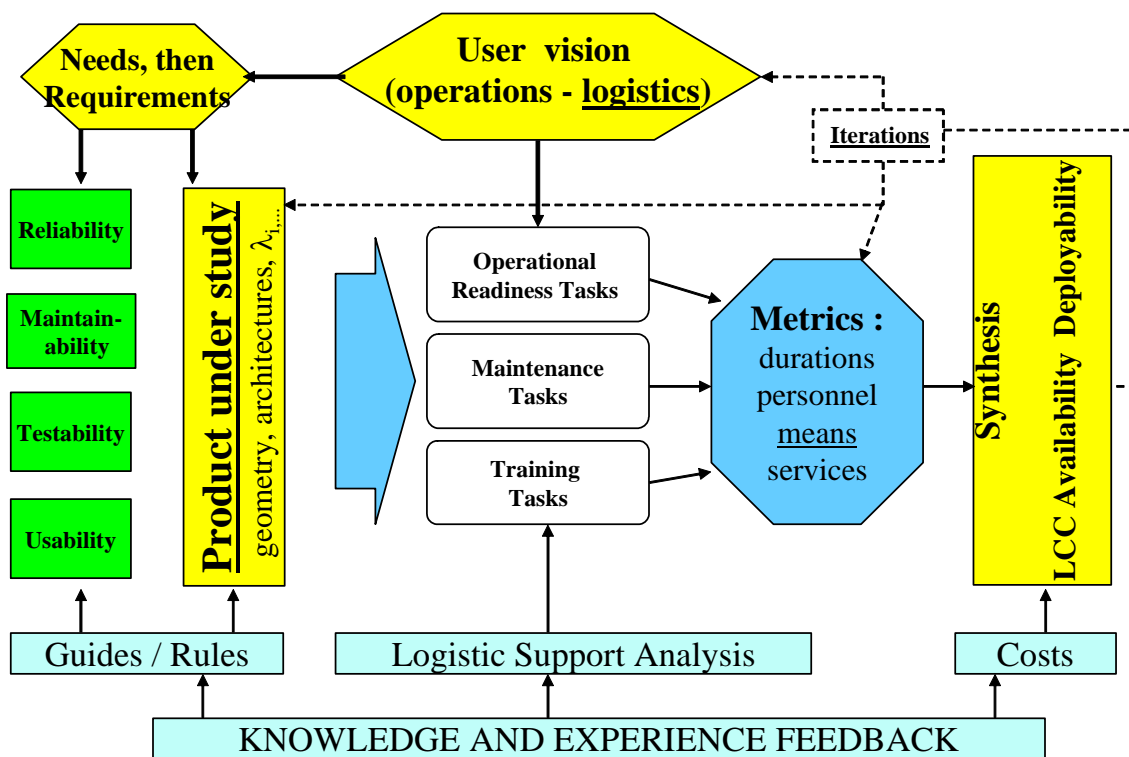 Needs, then
Requirements
User vision
(operations - logistics)
Iterations
Reliability
Maintain-
ability
Testability
Usability
Product under study
geometry, architectures, λi,...
Operational
Readiness Tasks
Maintenance
Tasks
Training
Tasks
Metrics :
durations
personnel
means
services
Synthesis
LCC Availability Deployability
Guides / Rules
Logistic Support Analysis
Costs
KNOWLEDGE AND EXPERIENCE FEEDBACK